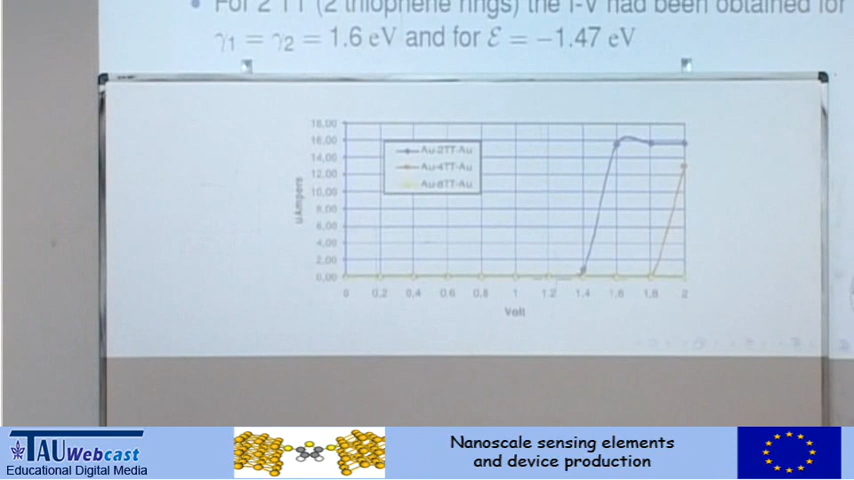 For 2 TT (2 thiophene rings) the I-V had been obtained for
γ₁ = γ₂ = 1.6 eV and for ℰ = −1.47 eV
18,00
16,00
14,00
12,00
10,00
8,00
6,00
4,00
2,00
0,00
uAmpers
Au-2TT-Au
Au-4TT-Au
Au-8TT-Au
0 0,2 0,4 0,6 0,8 1 1,2 1,4 1,6 1,8 2
Volt
TAU Webcast
Educational Digital Media
Nanoscale sensing elements
and device production